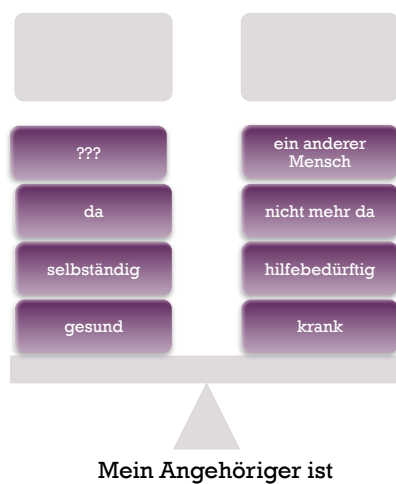 ???
ein anderer
Mensch
da
nicht mehr da
selbständig
hilfebedürftig
gesund
krank
Mein Angehöriger ist